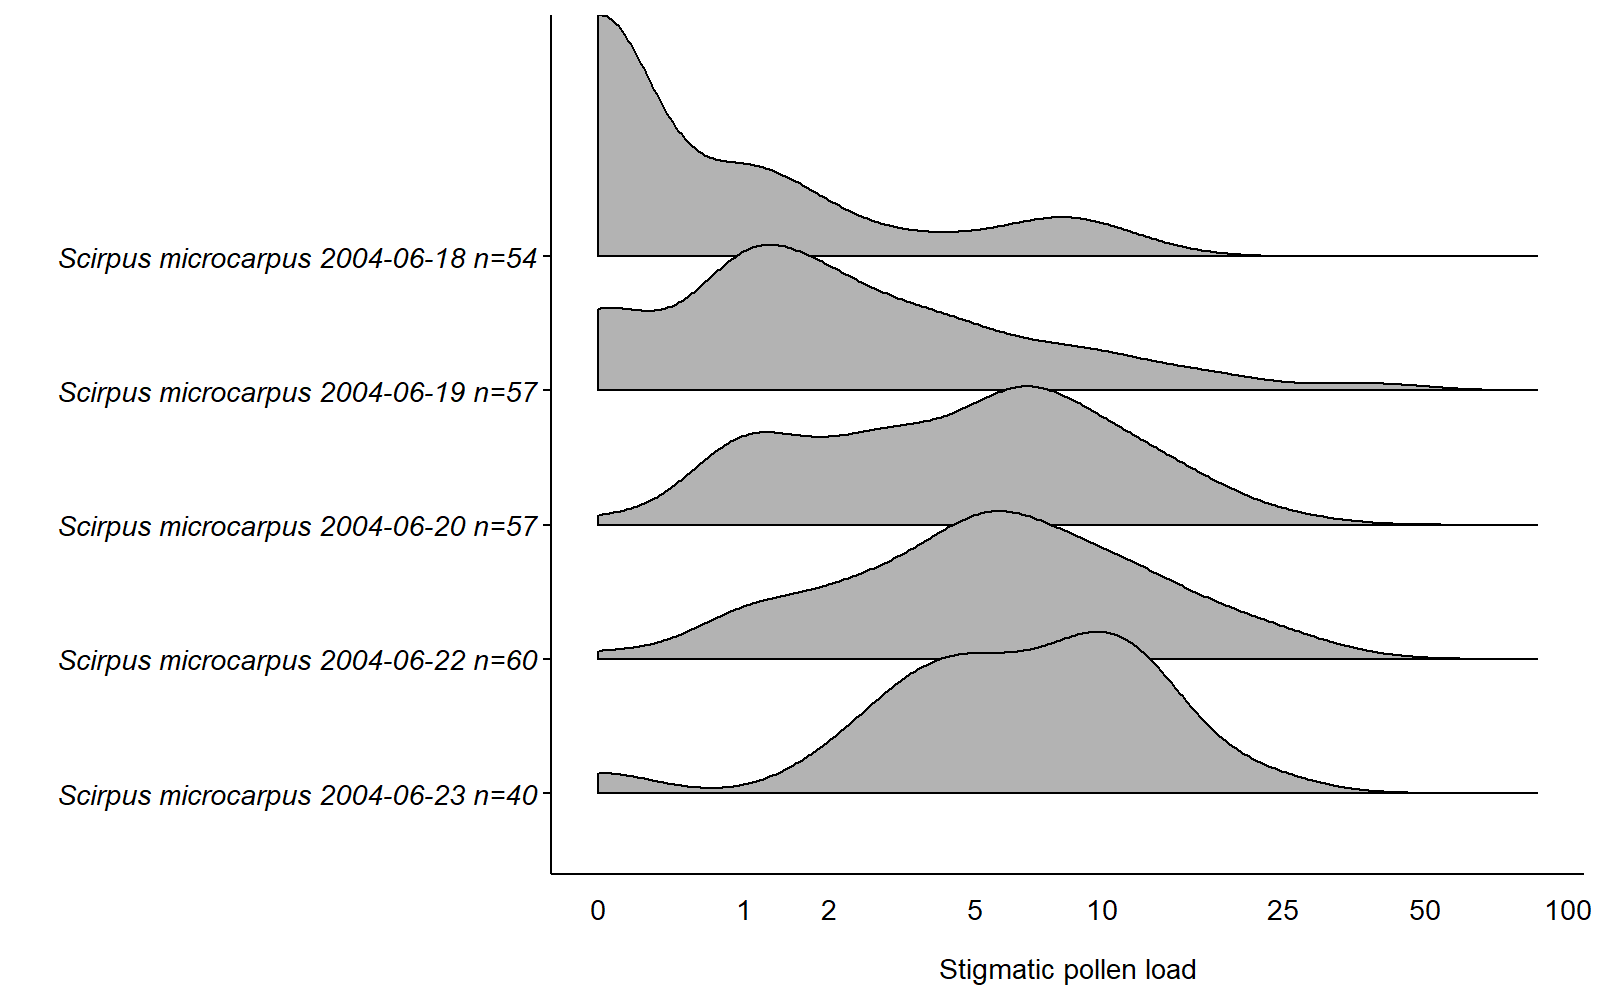 Scirpus microcarpus 2004-06-18 n=54
Scirpus microcarpus 2004-06-19 n=57
Scirpus microcarpus 2004-06-20 n=57
Scirpus microcarpus 2004-06-22 n=60
Scirpus microcarpus 2004-06-23 n=40
0 1 2 5 10 25 50 100
Stigmatic pollen load